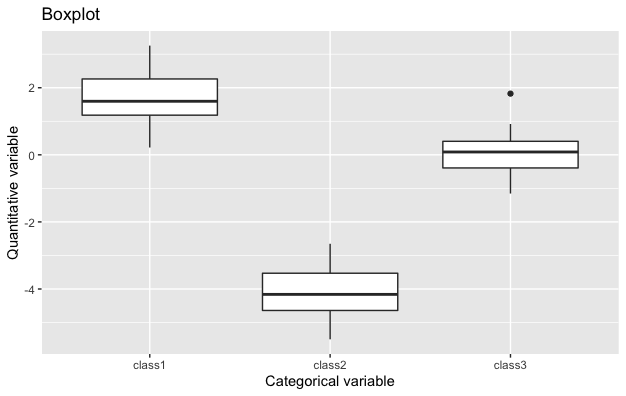 Boxplot
Quantitative variable
2
0
-2
-4
class1 class2 class3
Categorical variable